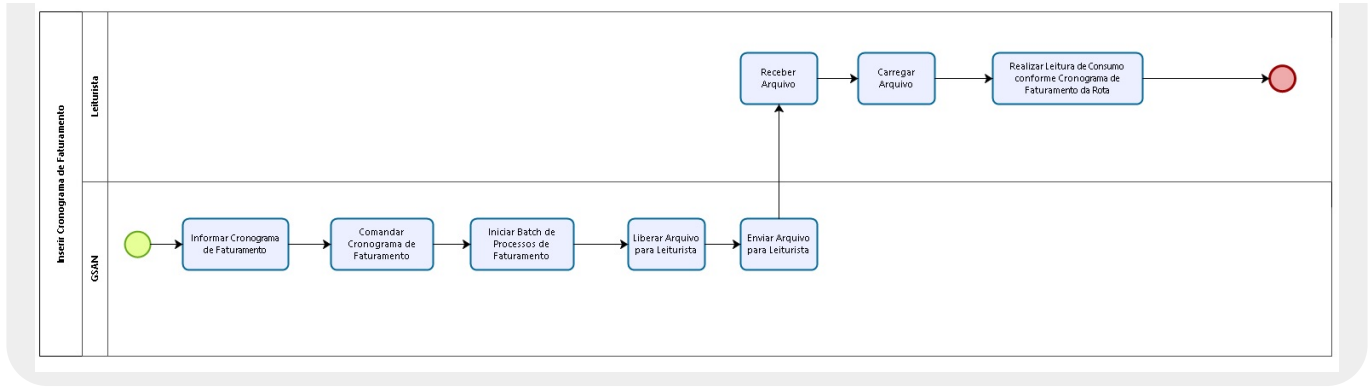 Inserir Cronograma de Faturamento
Leiturista
Receber
Arquivo
Carregar
Arquivo
Realizar Leitura de Consumo
conforme Cronograma de
Faturamento da Rota
GSAN
Informar Cronograma
de Faturamento
Comandar
Cronograma de
Faturamento
Iniciar Batch de
Processos de
Faturamento
Liberar Arquivo
para Leiturista
Enviar Arquivo
para Leiturista